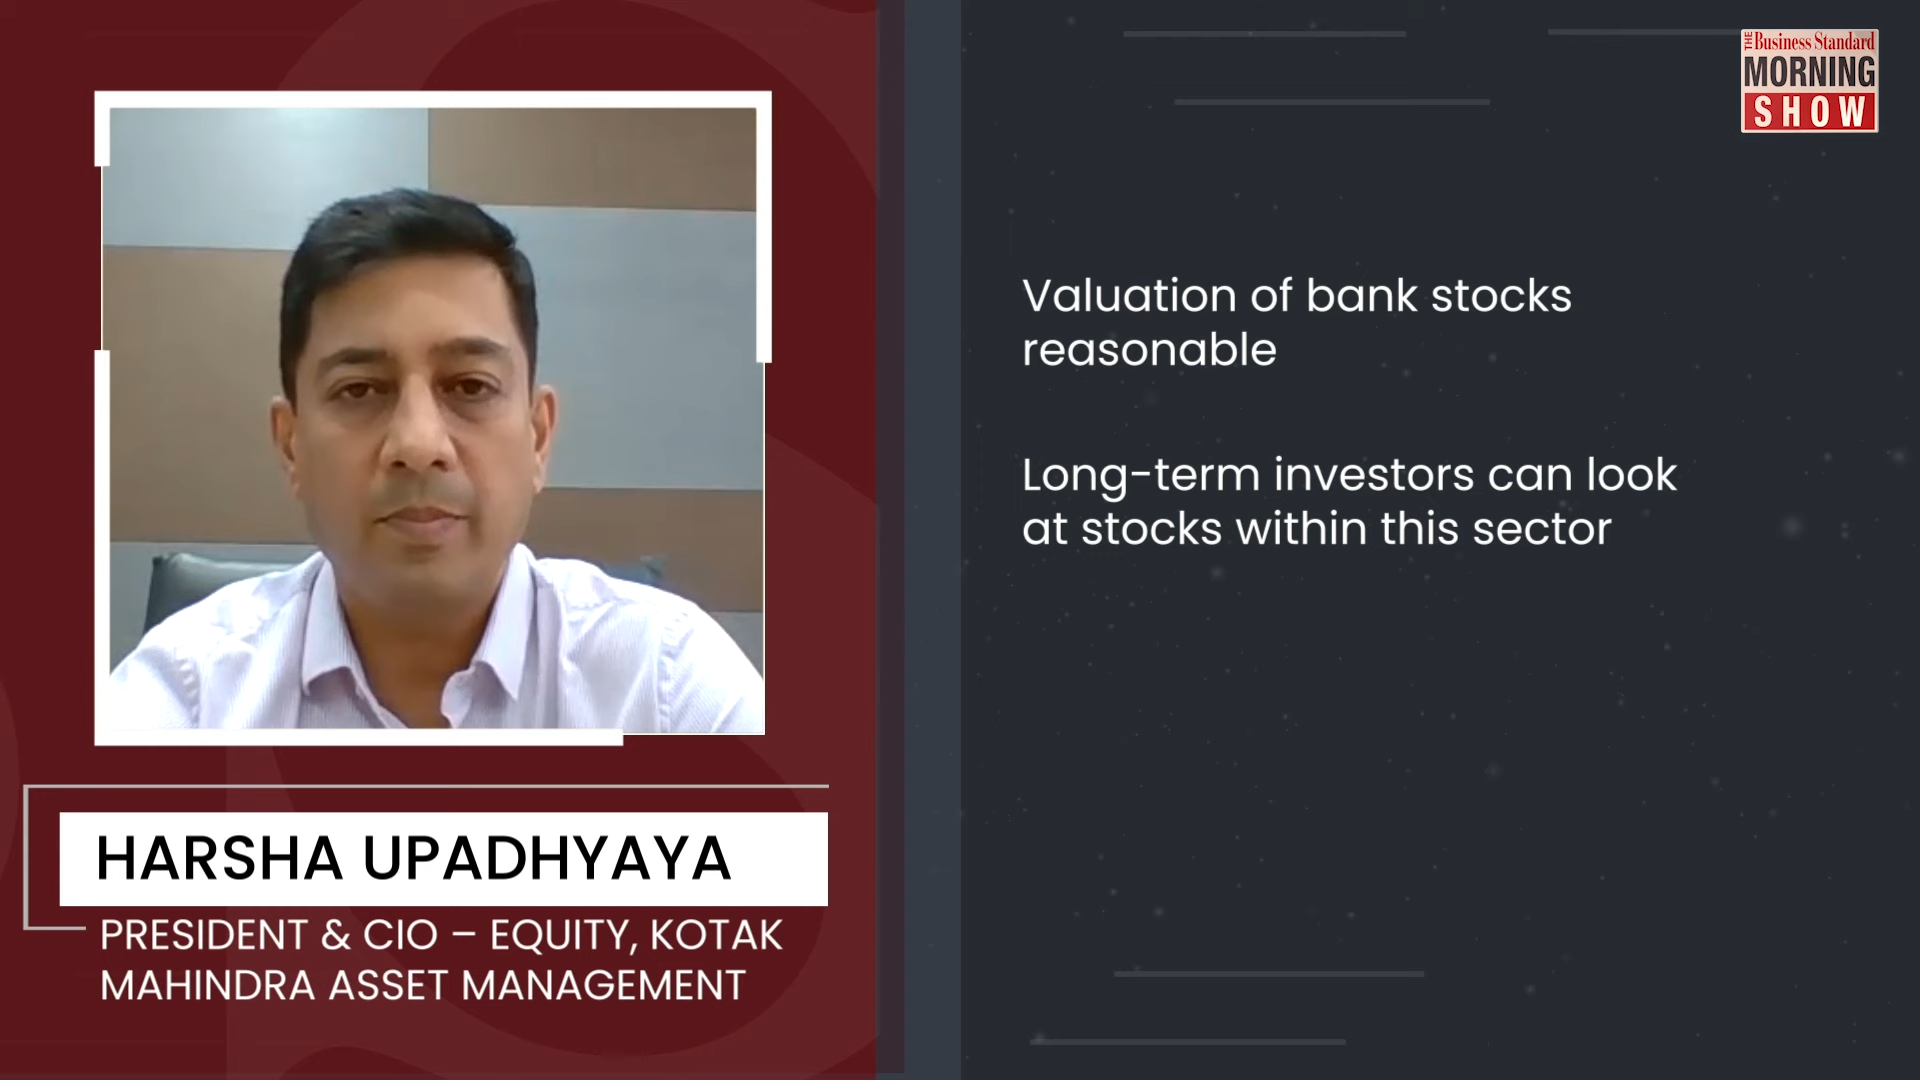 THE Business Standard
MORNING
SHOW
Valuation of bank stocks
reasonable
Long-term investors can look
at stocks within this sector
HARSHA UPADHYAYA
PRESIDENT & CIO – EQUITY, KOTAK
MAHINDRA ASSET MANAGEMENT